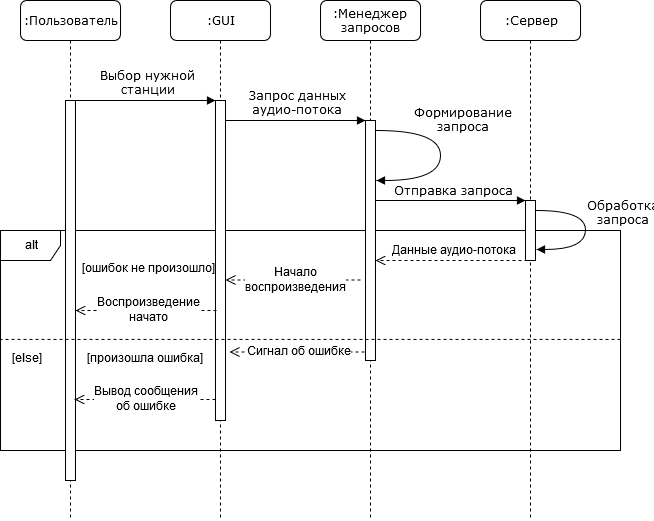 :Пользователь
:GUI
:Менеджер
запросов
:Сервер
Выбор нужной
станции
Запрос данных
аудио-потока
Формирование
запроса
Отправка запроса
Обработка
запроса
alt
Данные аудио-потока
[ошибок не произошло]
Начало
воспроизведения
Воспроизведение
начато
[else]
[произошла ошибка]
Сигнал об ошибке
Вывод сообщения
об ошибке